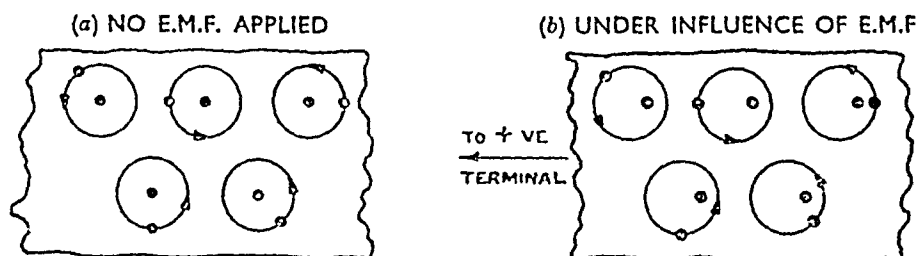 (a) NO E.M.F. APPLIED
(b) UNDER INFLUENCE OF E.M.F
TO + VE
TERMINAL